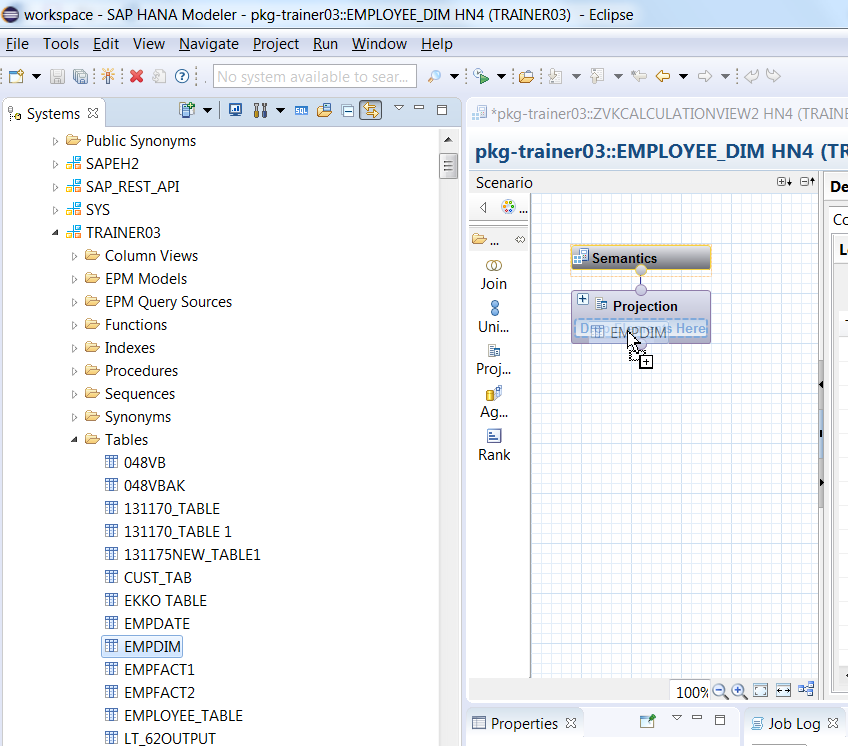 workspace - SAP HANA Modeler - pkg-trainer03::EMPLOYEE_DIM HN4 (TRAINER03) - Eclipse
File Tools Edit View Navigate Project Run Window Help
No system available to sear...
Systems
*pkg-trainer03::ZVKCALCULATIONVIEW2 HN4 (TRAINE
Public Synonyms
SAPEH2
SAP_REST_API
SYS
TRAINER03
Column Views
EPM Models
EPM Query Sources
Functions
Indexes
Procedures
Sequences
Synonyms
Tables
048VB
048VBAK
131170_TABLE
131170_TABLE 1
131175NEW_TABLE1
CUST_TAB
EKKO TABLE
EMPDATE
EMPDIM
EMPFACT1
EMPFACT2
EMPLOYEE_TABLE
LT_62OUTPUT
pkg-trainer03::EMPLOYEE_DIM HN4 (TR
Scenario
De
Co
L
...
...
Join
Uni...
Proj...
Ag...
Rank
Semantics
Projection
Here
EMPDIM
100%
Properties
Job Log